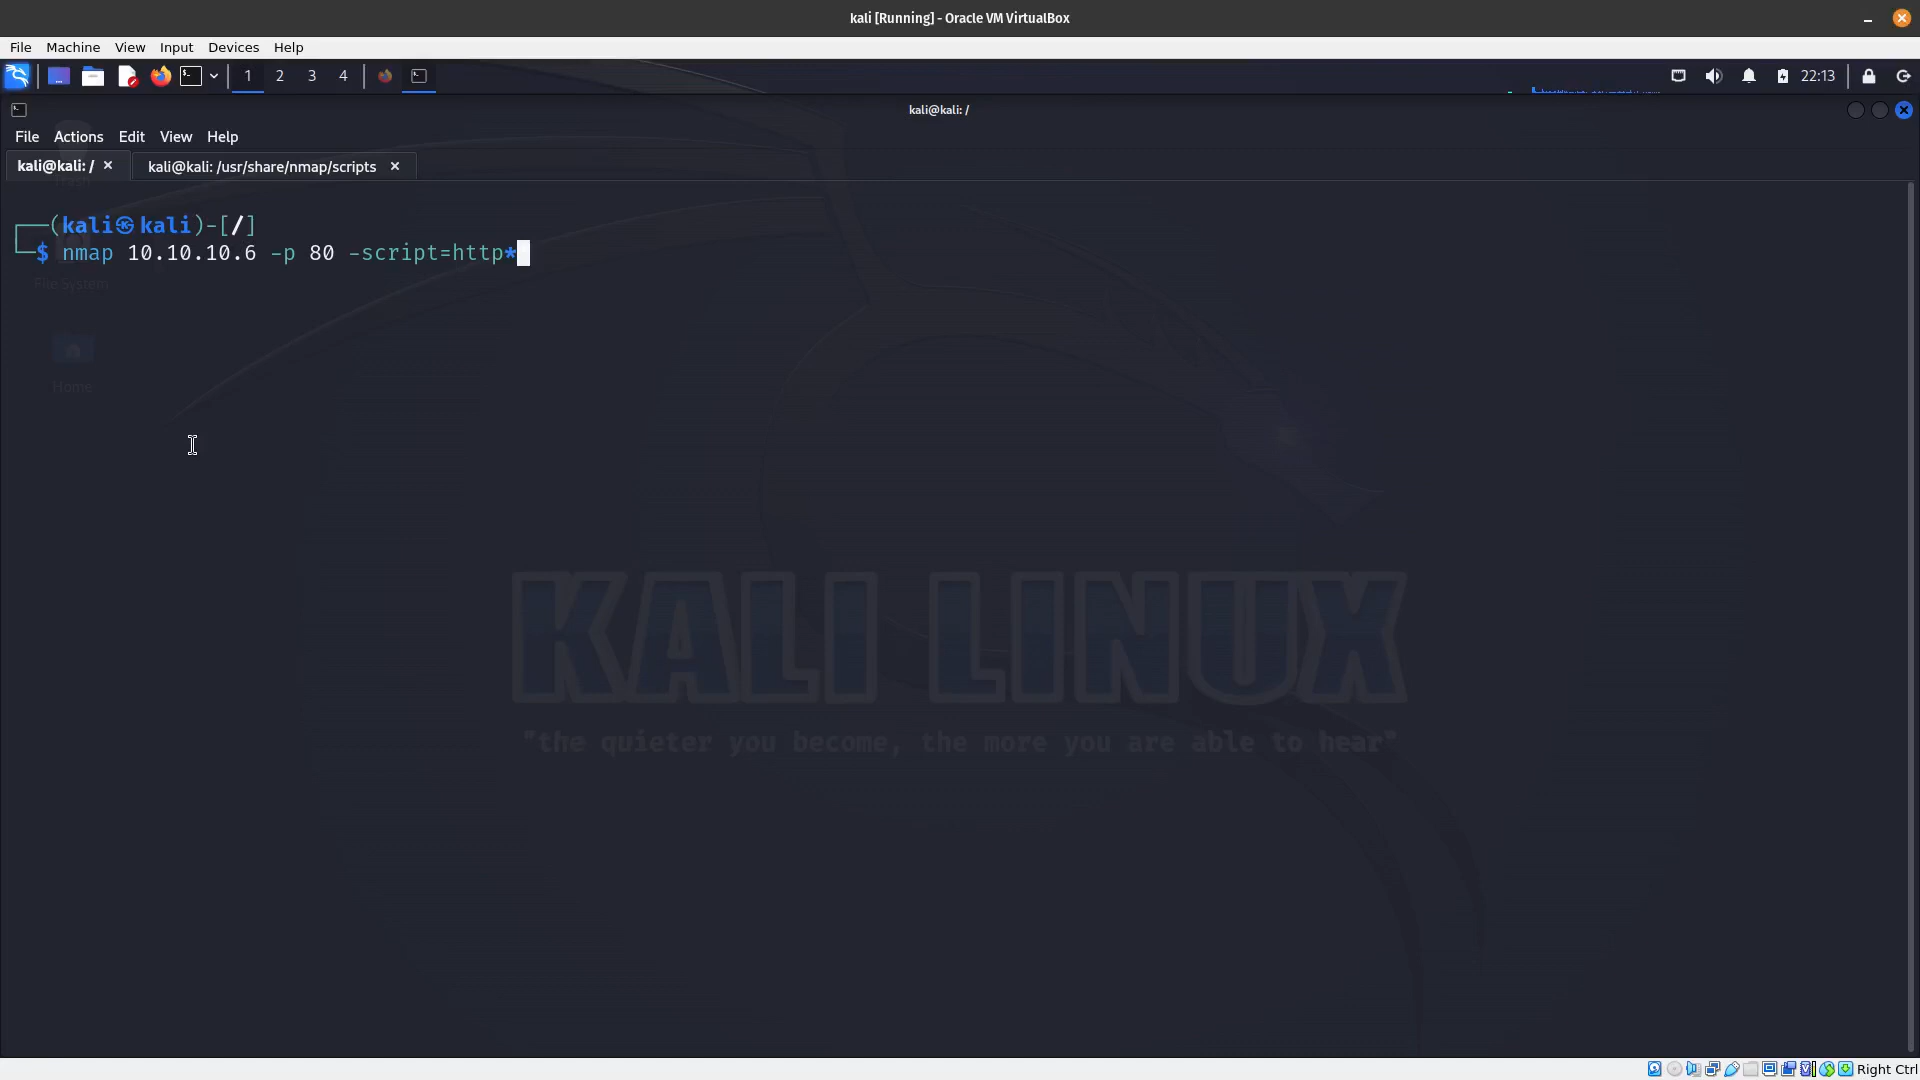 kali [Running] - Oracle VM VirtualBox
File Machine View Input Devices Help
1 2 3 4 22:13
kali@kali: /
File Actions Edit View Help
kali@kali: / kali@kali: /usr/share/nmap/scripts
┌──(kali㉿kali)-[/]
└─$ nmap 10.10.10.6 -p 80 -script=http*
File System
Home
KALI LINUX
"the quieter you become, the more you are able to hear"
Right Ctrl